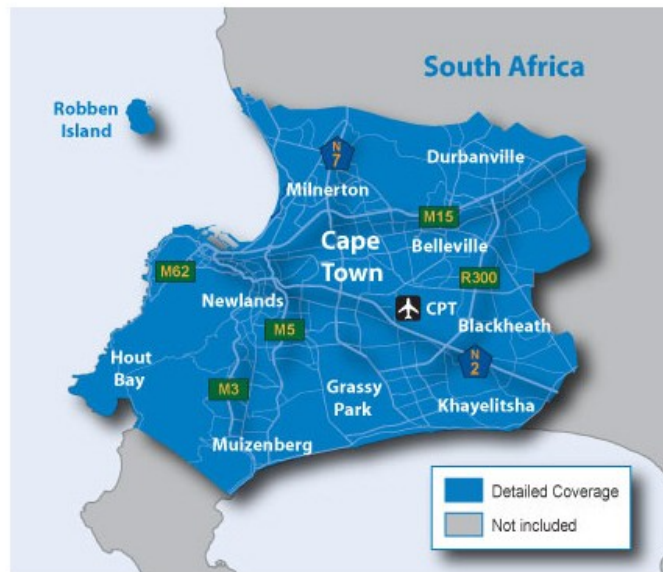 South Africa
Robben
Island
N
7
Durbanville
Milnerton
M15
Cape
Town
Belleville
M62
R300
Newlands
CPT
M5
Blackheath
Hout
Bay
N
2
M3
Grassy
Park
Khayelitsha
Muizenberg
Detailed Coverage
Not included